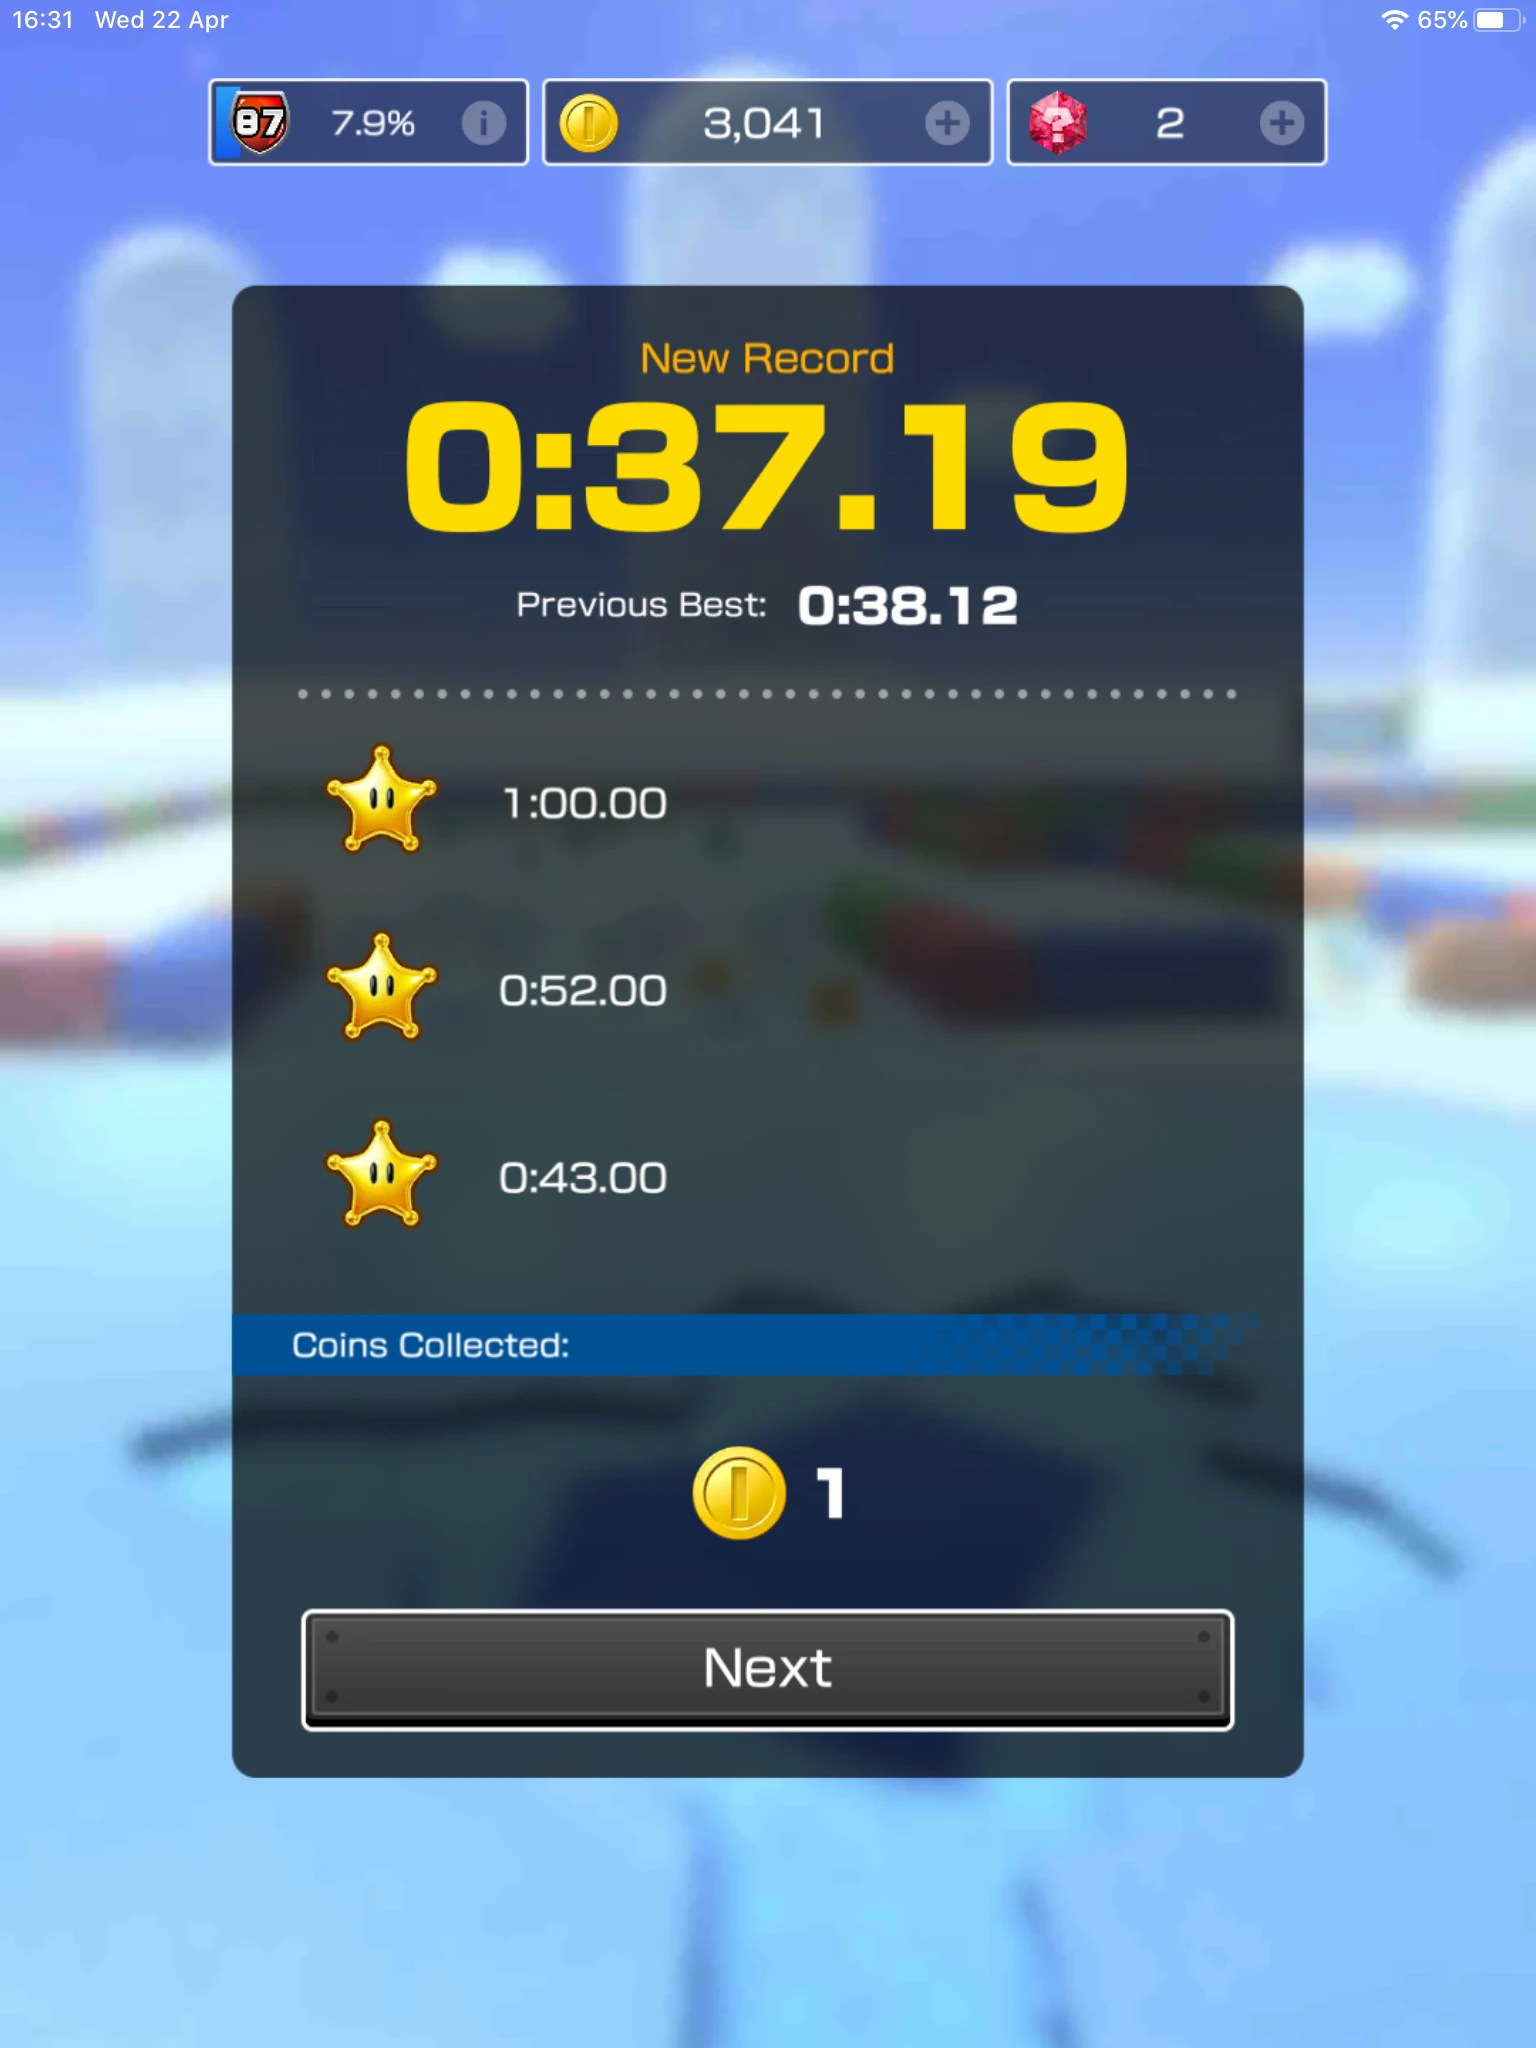 16:31 Wed 22 Apr 65%
87 7.9% i 3,041 + ? 2 +
New Record
0:37.19
Previous Best: 0:38.12
1:00.00
0:52.00
0:43.00
Coins Collected:
1
Next